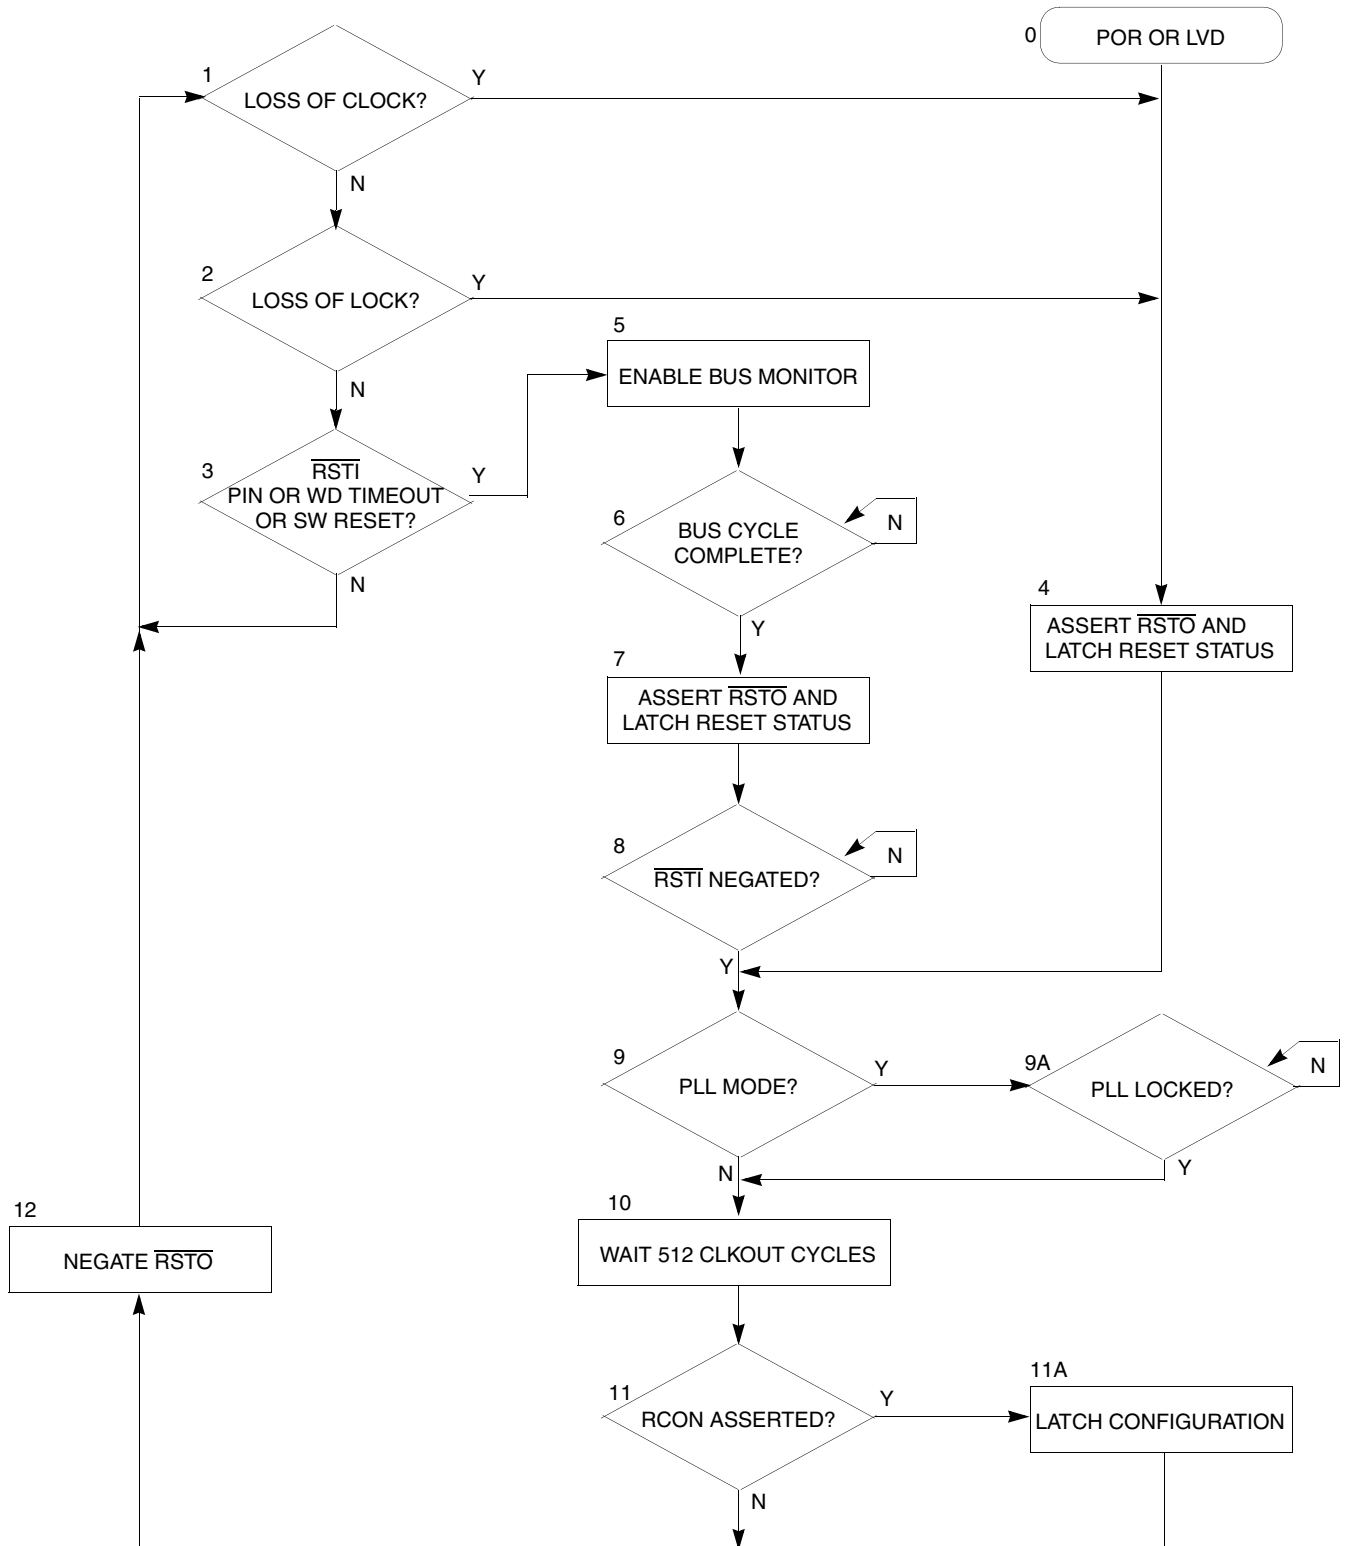 0
POR OR LVD
1
LOSS OF CLOCK?
Y
N
2
LOSS OF LOCK?
Y
N
3
RSTI
PIN OR WD TIMEOUT
OR SW RESET?
Y
N
5
ENABLE BUS MONITOR
6
BUS CYCLE
COMPLETE?
N
Y
4
ASSERT RSTO AND
LATCH RESET STATUS
7
ASSERT RSTO AND
LATCH RESET STATUS
8
RSTI NEGATED?
N
Y
9
PLL MODE?
Y
N
9A
PLL LOCKED?
N
Y
10
WAIT 512 CLKOUT CYCLES
12
NEGATE RSTO
11
RCON ASSERTED?
Y
N
11A
LATCH CONFIGURATION